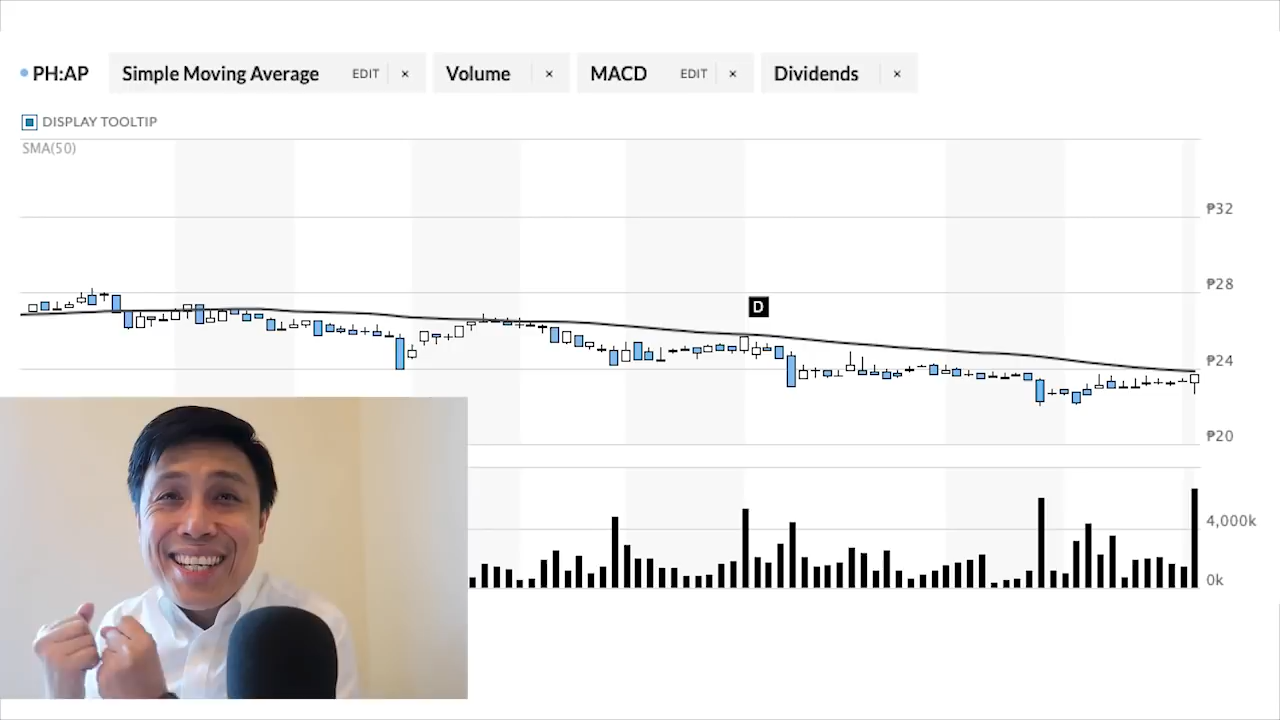 PH:AP
Simple Moving Average EDIT ×
Volume ×
MACD EDIT ×
Dividends ×
DISPLAY TOOLTIP
SMA(50)
₱32
₱28
D
₱24
₱20
4,000k
0k